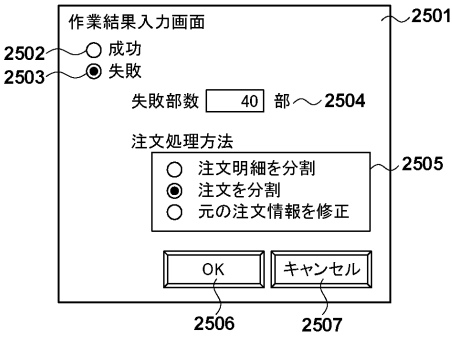 作業結果入力画面
2501
2502
成功
2503
失敗
失敗部数 40 部
2504
注文処理方法
2505
注文明細を分割
注文を分割
元の注文情報を修正
OK キャンセル
2506 2507